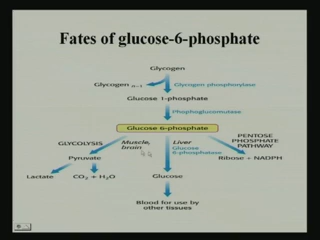 Fates of glucose-6-phosphate
Glycogen
Glycogen n-1
Glycogen phosphorylase
Glucose 1-phosphate
Phophoglucomutase
Glucose 6-phosphate
GLYCOLYSIS
Muscle,
brain
Liver
Glucose
6-phosphatase
PENTOSE
PHOSPHATE
PATHWAY
Pyruvate
Ribose + NADPH
Lactate
CO2 + H2O
Glucose
Blood for use by
other tissues